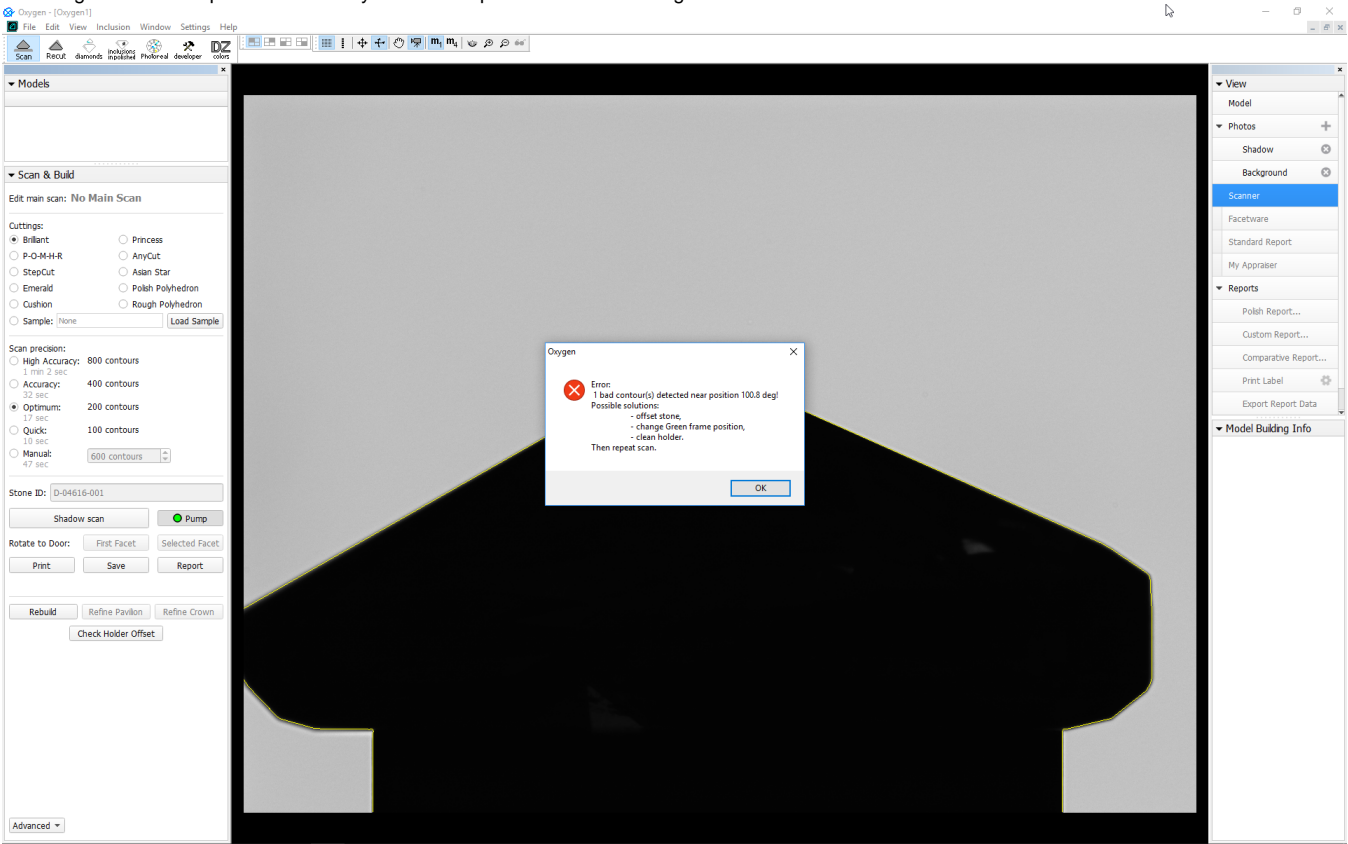 Oxygen - [Oxygen1]
File Edit View Inclusion Window Settings Help
Scan Recut diamonds inclusions inpolished Photoreal developer DZ colors
m1 m4
Models
Scan & Build
Edit main scan: No Main Scan
Cuttings:
Brilliant Princess
P-O-M-H-R AnyCut
StepCut Asian Star
Emerald Polish Polyhedron
Cushion Rough Polyhedron
Sample: None Load Sample
Scan precision:
High Accuracy: 800 contours
1 min 2 sec
Accuracy: 400 contours
32 sec
Optimum: 200 contours
17 sec
Quick: 100 contours
10 sec
Manual: 600 contours
47 sec
Stone ID: D-04616-001
Shadow scan Pump
Rotate to Door: First Facet Selected Facet
Print Save Report
Rebuild Refine Pavilion Refine Crown
Check Holder Offset
Advanced
Oxygen
Error:
1 bad contour(s) detected near position 100.8 deg!
Possible solutions:
- offset stone,
- change Green frame position,
- clean holder.
Then repeat scan.
OK
View
Model
Photos
Shadow
Background
Scanner
Facetware
Standard Report
My Appraiser
Reports
Polish Report...
Custom Report...
Comparative Report...
Print Label
Export Report Data
Model Building Info